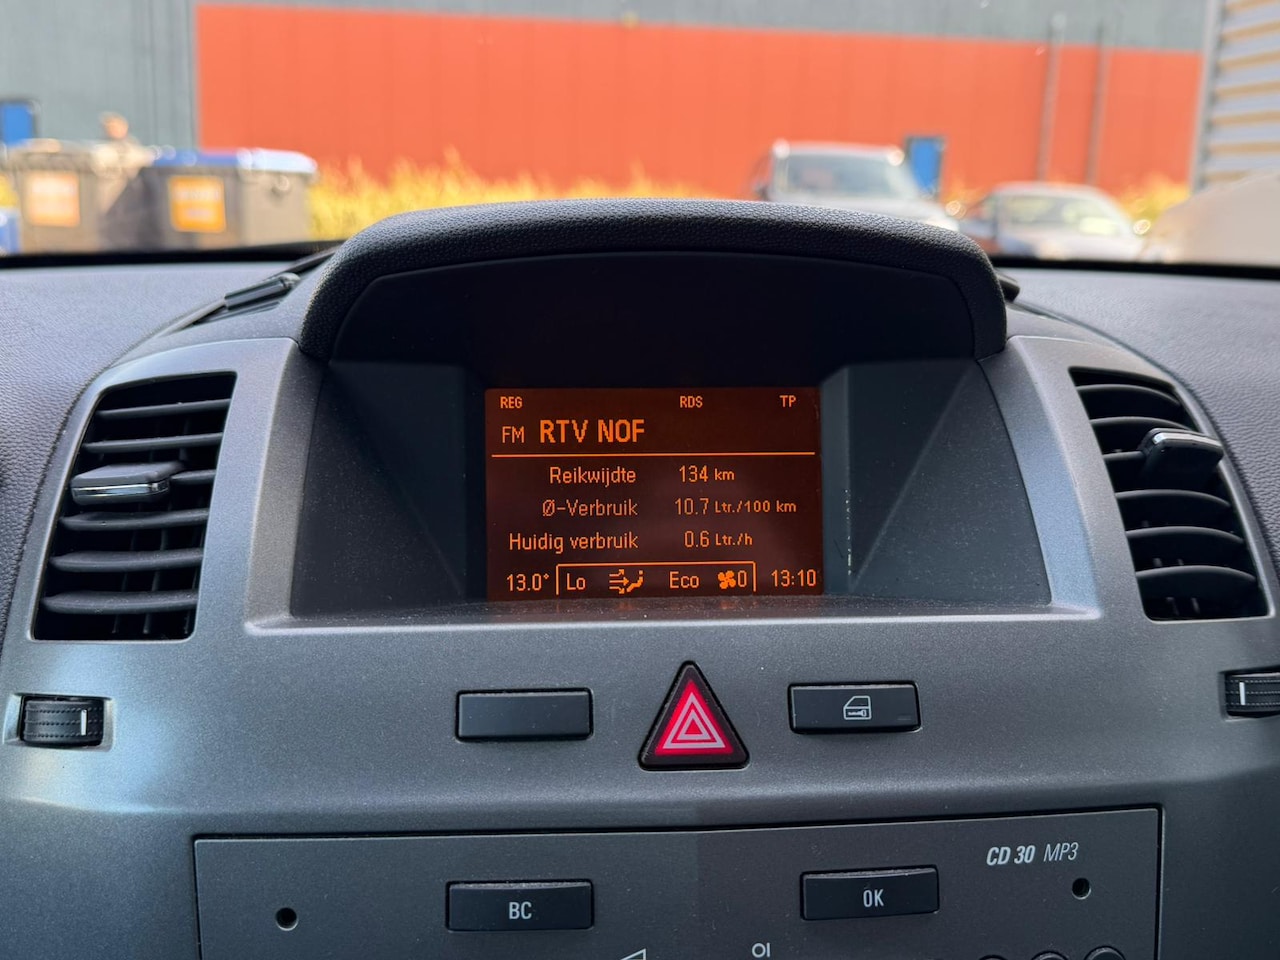 REG RDS TP
FM RTV NOF
Reikwijdte 134 km
Ø-Verbruik 10.7 Ltr./100 km
Huidig verbruik 0.6 Ltr./h
13.0° Lo Eco 0 13:10
CD 30 MP3
BC OK